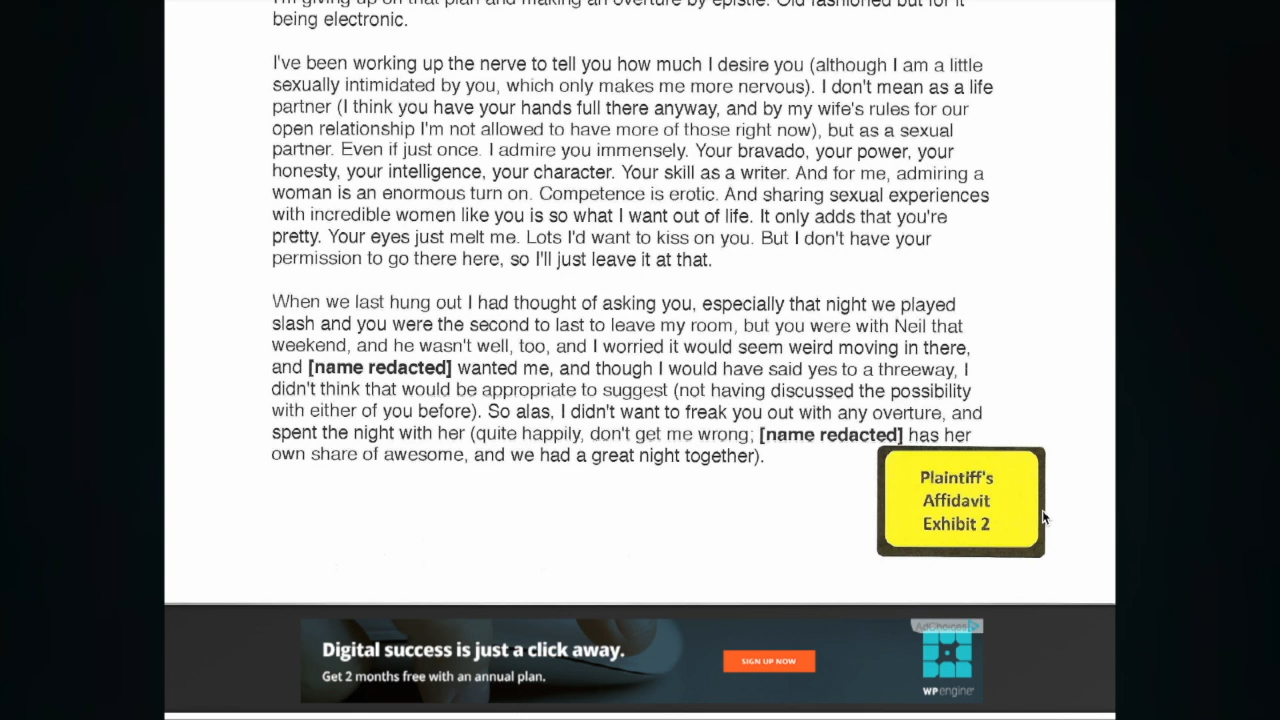 I'm giving up on that plan and making an overture by epistle. Old fashioned but for it
being electronic.
I've been working up the nerve to tell you how much I desire you (although I am a little
sexually intimidated by you, which only makes me more nervous). I don't mean as a life
partner (I think you have your hands full there anyway, and by my wife's rules for our
open relationship I'm not allowed to have more of those right now), but as a sexual
partner. Even if just once. I admire you immensely. Your bravado, your power, your
honesty, your intelligence, your character. Your skill as a writer. And for me, admiring a
woman is an enormous turn on. Competence is erotic. And sharing sexual experiences
with incredible women like you is so what I want out of life. It only adds that you're
pretty. Your eyes just melt me. Lots I'd want to kiss on you. But I don't have your
permission to go there here, so I'll just leave it at that.
When we last hung out I had thought of asking you, especially that night we played
slash and you were the second to last to leave my room, but you were with Neil that
weekend, and he wasn't well, too, and I worried it would seem weird moving in there,
and [name redacted] wanted me, and though I would have said yes to a threeway, I
didn't think that would be appropriate to suggest (not having discussed the possibility
with either of you before). So alas, I didn't want to freak you out with any overture, and
spent the night with her (quite happily, don't get me wrong; [name redacted] has her
own share of awesome, and we had a great night together).
Plaintiff's
Affidavit
Exhibit 2
AdChoices
Digital success is just a click away.
Get 2 months free with an annual plan.
SIGN UP NOW
WPengine